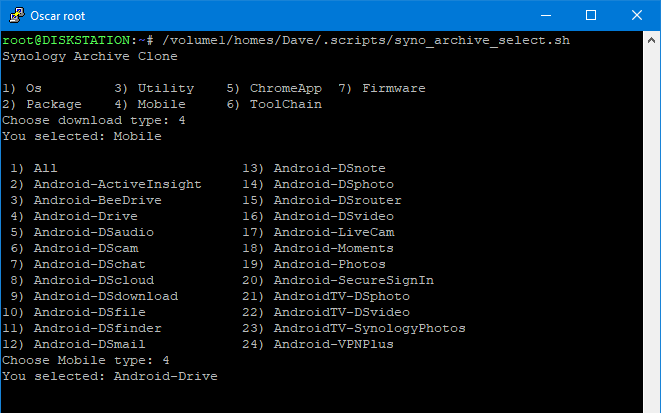 Oscar root
root@DISKSTATION:~# /volume1/homes/Dave/.scripts/syno_archive_select.sh
Synology Archive Clone
1) Os         3) Utility    5) ChromeApp  7) Firmware
2) Package    4) Mobile     6) ToolChain
Choose download type: 4
You selected: Mobile
 1) All                       13) Android-DSnote
 2) Android-ActiveInsight     14) Android-DSphoto
 3) Android-BeeDrive          15) Android-DSrouter
 4) Android-Drive             16) Android-DSvideo
 5) Android-DSaudio           17) Android-LiveCam
 6) Android-DScam             18) Android-Moments
 7) Android-DSchat            19) Android-Photos
 8) Android-DScloud           20) Android-SecureSignIn
 9) Android-DSdownload        21) AndroidTV-DSphoto
10) Android-DSfile            22) AndroidTV-DSvideo
11) Android-DSfinder          23) AndroidTV-SynologyPhotos
12) Android-DSmail            24) Android-VPNPlus
Choose Mobile type: 4
You selected: Android-Drive